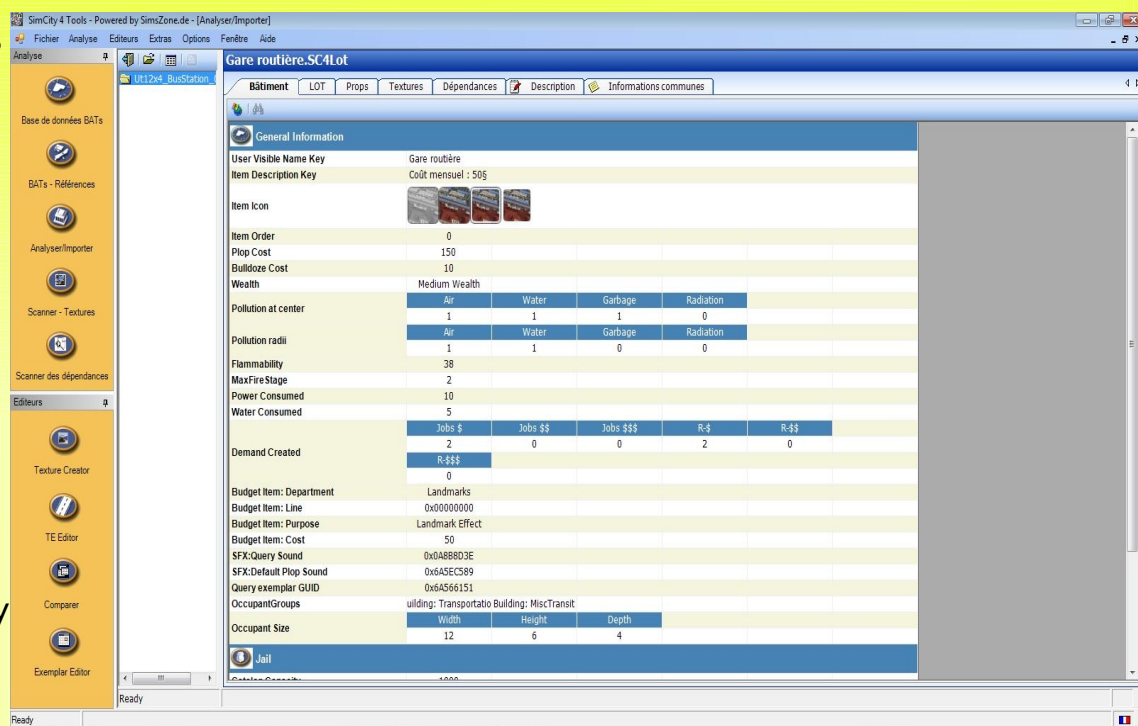 SimCity 4 Tools - Powered by SimsZone.de - [Analyser/Importer]
Fichier Analyse Editeurs Extras Options Fenêtre Aide
Analyse
Base de données BATs
BATs - Références
Analyser/Importer
Scanner - Textures
Scanner des dépendances
Editeurs
Texture Creator
TE Editor
Comparer
Exemplar Editor
Ut12x4_BusStation_
Gare routière.SC4Lot
Bâtiment LOT Props Textures Dépendances Description Informations communes
General Information
User Visible Name Key Gare routière
Item Description Key Coût mensuel : 50§
Item Icon
Item Order 0
Plop Cost 150
Bulldoze Cost 10
Wealth Medium Wealth
Pollution at center
Air Water Garbage Radiation
1 1 1 0
Pollution radii
Air Water Garbage Radiation
1 1 0 0
Flammability 38
MaxFireStage 2
Power Consumed 10
Water Consumed 5
Demand Created
Jobs $ Jobs $$ Jobs $$$ R-$ R-$$
2 0 0 2 0
R-$$$
0
Budget Item: Department Landmarks
Budget Item: Line 0x00000000
Budget Item: Purpose Landmark Effect
Budget Item: Cost 50
SFX:Query Sound 0x0A8B8D3E
SFX:Default Plop Sound 0x6A5EC589
Query exemplar GUID 0x6A566151
OccupantGroups uilding: Transportatio Building: MiscTransit
Occupant Size
Width Height Depth
12 6 4
Jail
Ready
Ready